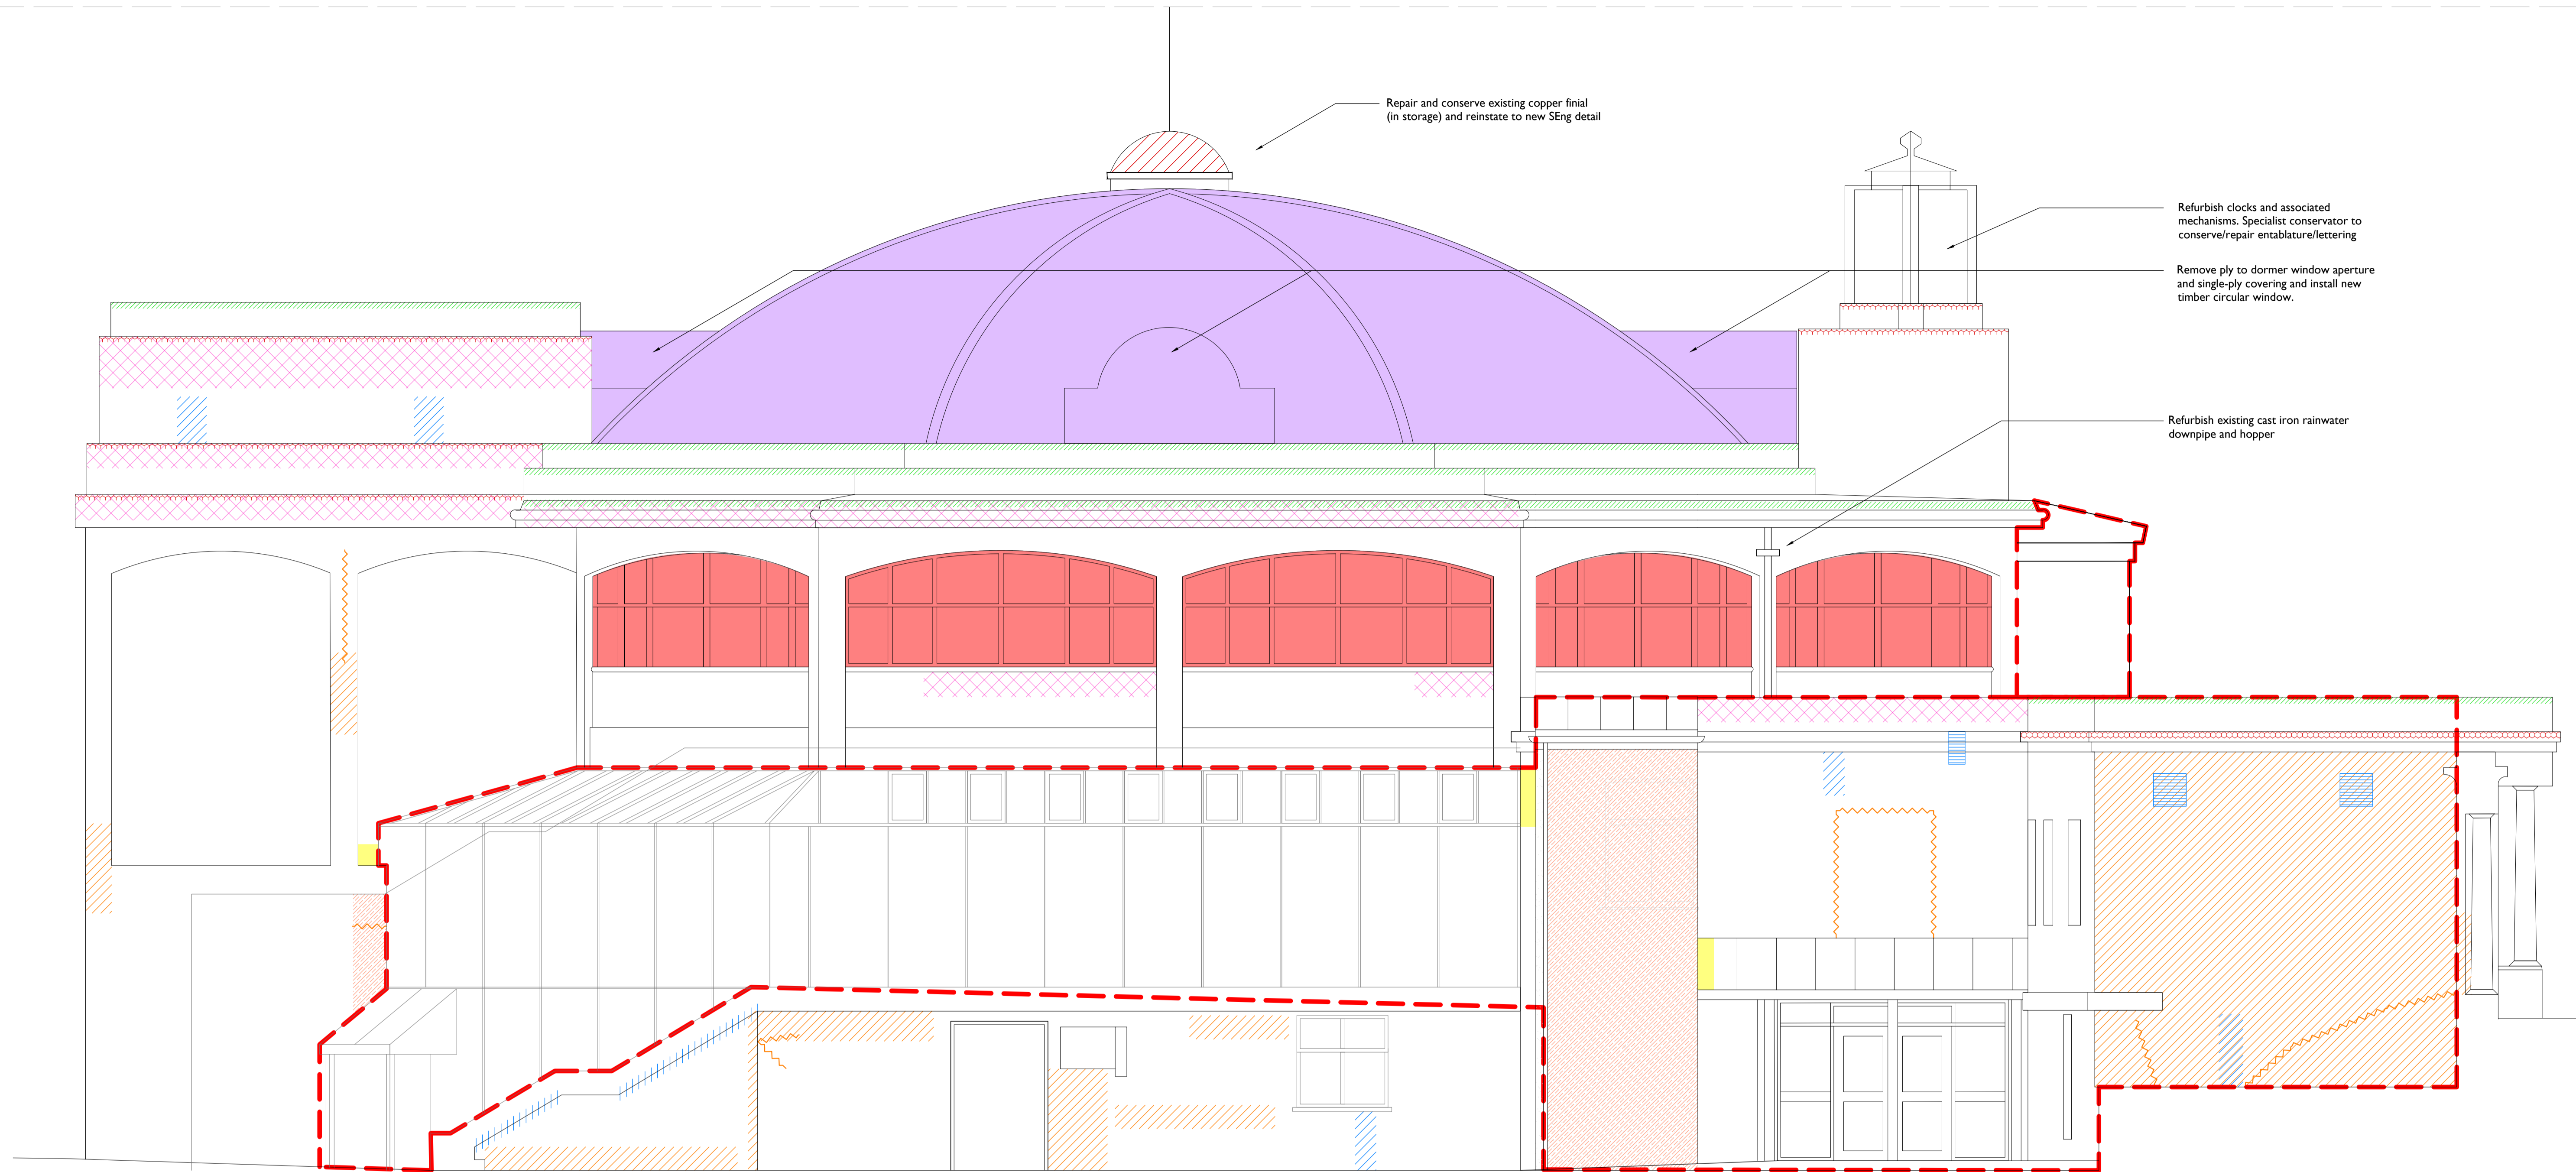 Repair and conserve existing copper finial
(in storage) and reinstate to new SEng detail
Refurbish clocks and associated
mechanisms. Specialist conservator to
conserve/repair entablature/lettering
Remove ply to dormer window aperture
and single-ply covering and install new
timber circular window.
Refurbish existing cast iron rainwater
downpipe and hopper